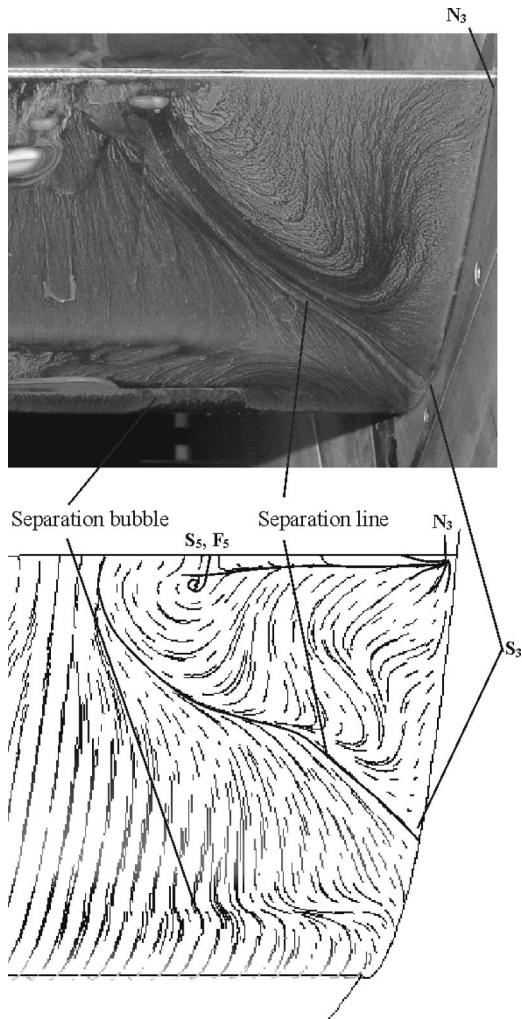 N₃
Separation bubble
Separation line
S₅, F₅
N₃
S₃